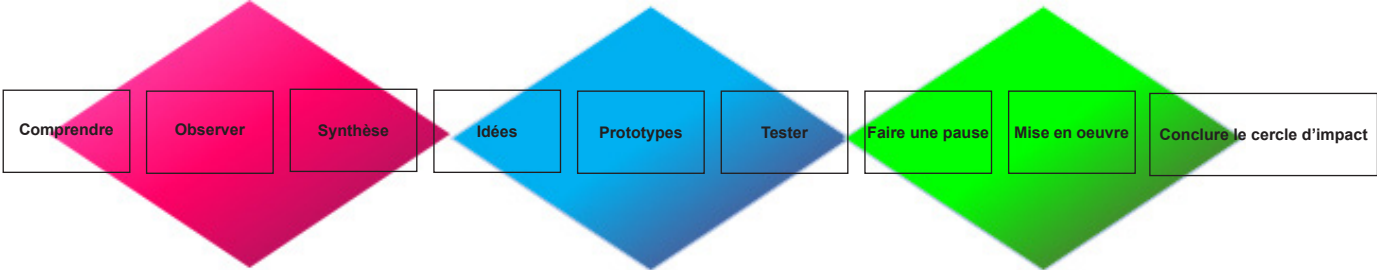 Comprendre
Observer
Synthèse
Idées
Prototypes
Tester
Faire une pause
Mise en oeuvre
Conclure le cercle d’impact